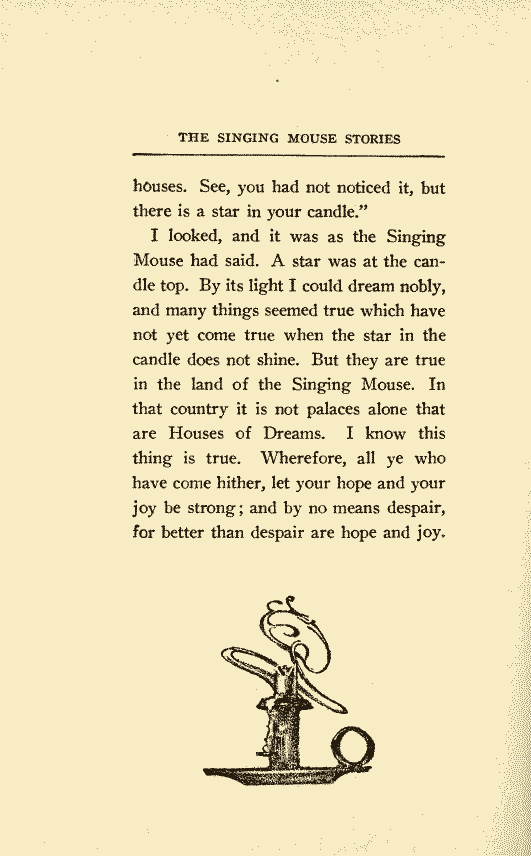 THE SINGING MOUSE STORIES
houses. See, you had not noticed it, but
there is a star in your candle.”
I looked, and it was as the Singing
Mouse had said. A star was at the can-
dle top. By its light I could dream nobly,
and many things seemed true which have
not yet come true when the star in the
candle does not shine. But they are true
in the land of the Singing Mouse. In
that country it is not palaces alone that
are Houses of Dreams. I know this
thing is true. Wherefore, all ye who
have come hither, let your hope and your
joy be strong; and by no means despair,
for better than despair are hope and joy.